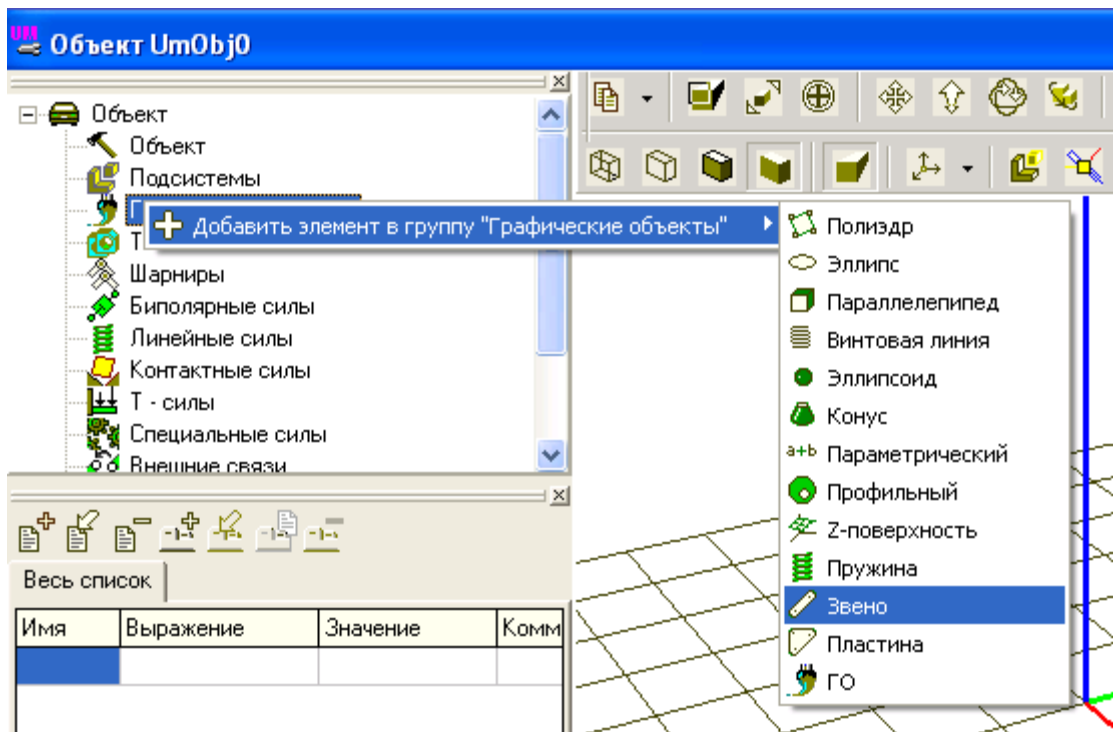 UM
Объект UmObj0
Объект
Объект
Подсистемы
Добавить элемент в группу "Графические объекты"
Шарниры
Биполярные силы
Линейные силы
Контактные силы
Т - силы
Специальные силы
Внешние связи
Полиэдр
Эллипс
Параллелепипед
Винтовая линия
Эллипсоид
Конус
a+b Параметрический
Профильный
Z-поверхность
Пружина
Звено
Пластина
ГО
Весь список
Имя Выражение Значение Комм